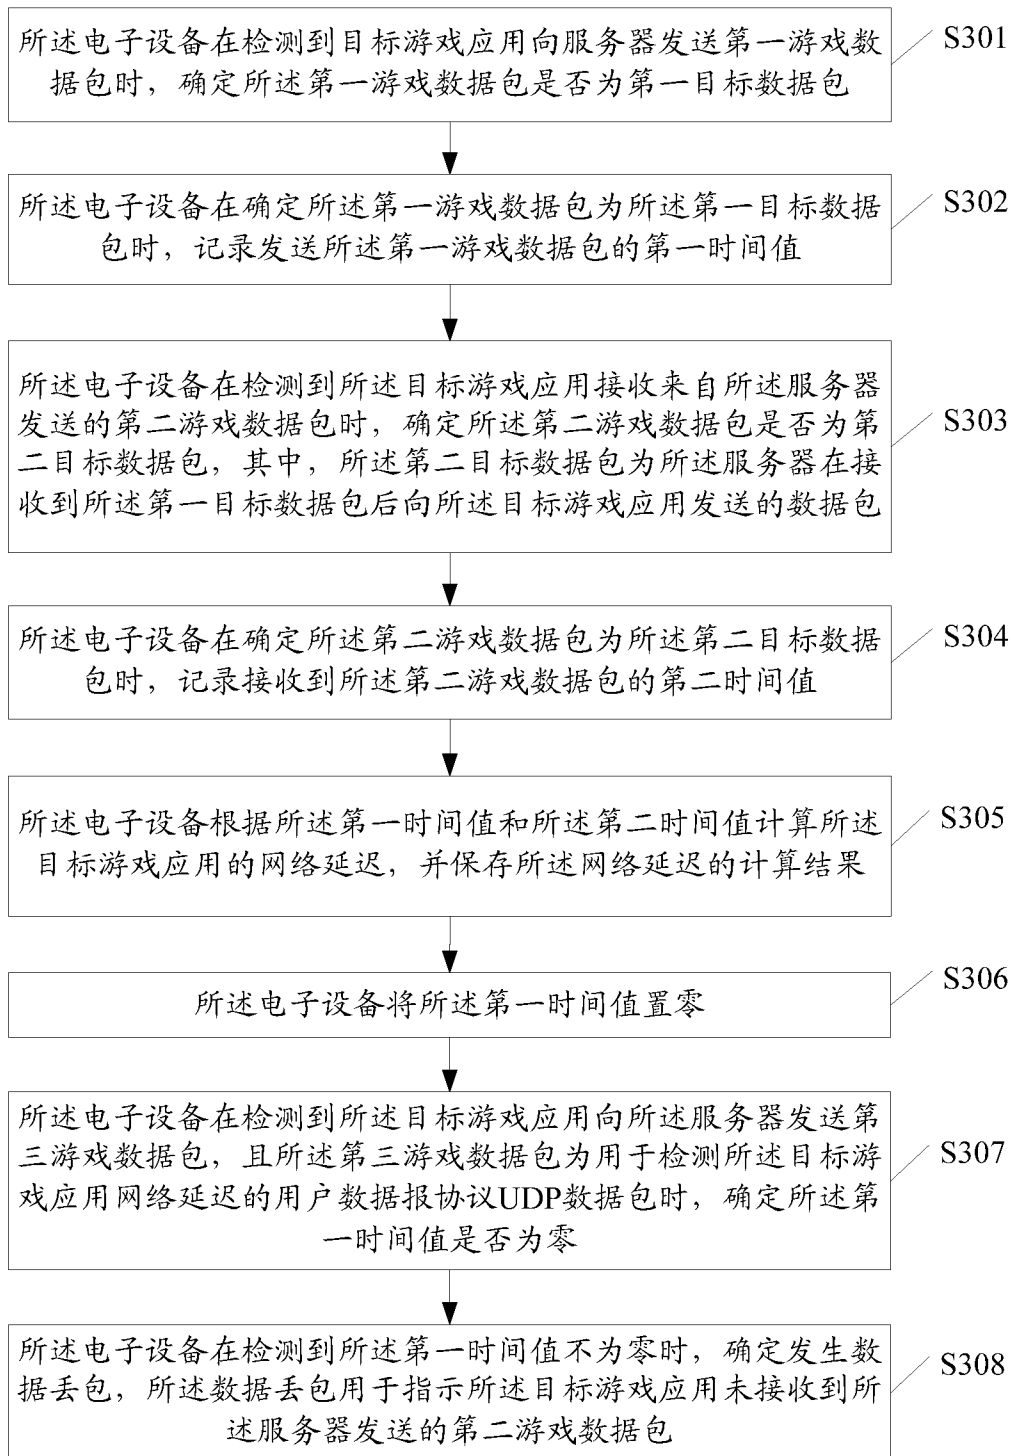 所述电子设备在检测到目标游戏应用向服务器发送第一游戏数
据包时，确定所述第一游戏数据包是否为第一目标数据包
S301
所述电子设备在确定所述第一游戏数据包为所述第一目标数据
包时，记录发送所述第一游戏数据包的第一时间值
S302
所述电子设备在检测到所述目标游戏应用接收来自所述服务器
发送的第二游戏数据包时，确定所述第二游戏数据包是否为第
二目标数据包，其中，所述第二目标数据包为所述服务器在接
收到所述第一目标数据包后向所述目标游戏应用发送的数据包
S303
所述电子设备在确定所述第二游戏数据包为所述第二目标数据
包时，记录接收到所述第二游戏数据包的第二时间值
S304
所述电子设备根据所述第一时间值和所述第二时间值计算所述
目标游戏应用的网络延迟，并保存所述网络延迟的计算结果
S305
所述电子设备将所述第一时间值置零
S306
所述电子设备在检测到所述目标游戏应用向所述服务器发送第
三游戏数据包，且所述第三游戏数据包为用于检测所述目标游
戏应用网络延迟的用户数据报协议UDP数据包时，确定所述第
一时间值是否为零
S307
所述电子设备在检测到所述第一时间值不为零时，确定发生数
据丢包，所述数据丢包用于指示所述目标游戏应用未接收到所
述服务器发送的第二游戏数据包
S308